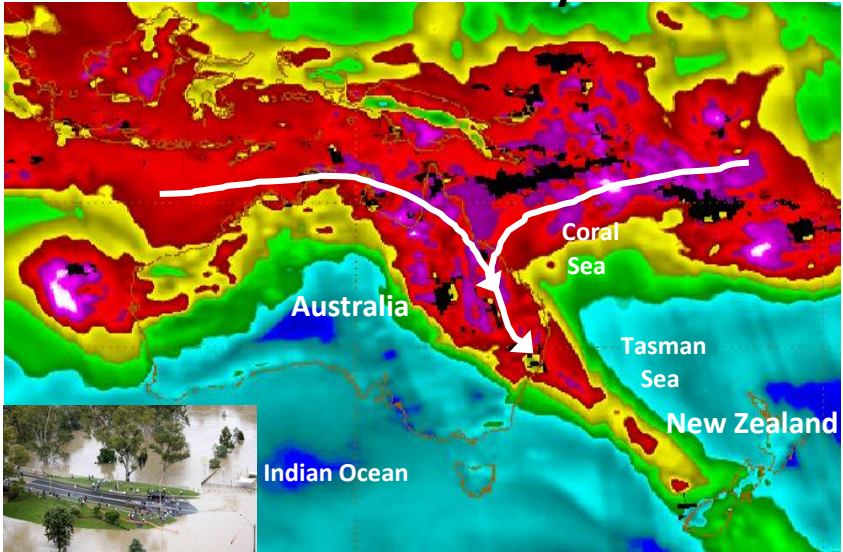 Coral
Sea
Australia
Tasman
Sea
New Zealand
Indian Ocean